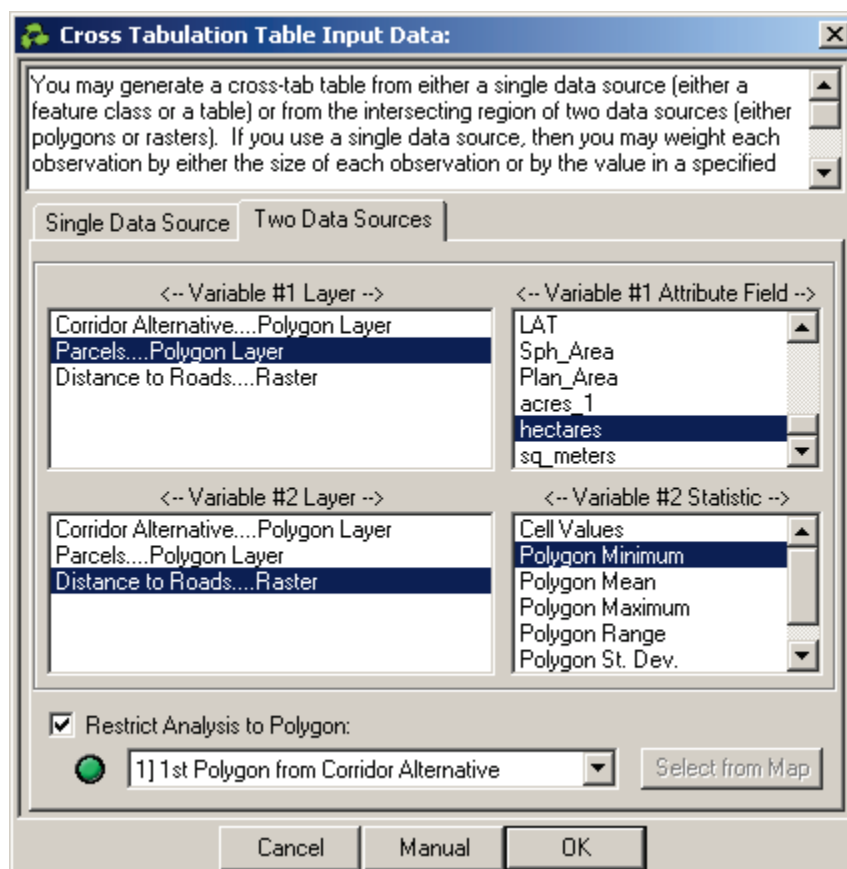 Cross Tabulation Table Input Data:
You may generate a cross-tab table from either a single data source (either a
feature class or a table) or from the intersecting region of two data sources (either
polygons or rasters). If you use a single data source, then you may weight each
observation by either the size of each observation or by the value in a specified
Single Data Source
Two Data Sources
<-- Variable #1 Layer -->
Corridor Alternative....Polygon Layer
Parcels....Polygon Layer
Distance to Roads....Raster
<-- Variable #1 Attribute Field -->
LAT
Sph_Area
Plan_Area
acres_1
hectares
sq_meters
<-- Variable #2 Layer -->
Corridor Alternative....Polygon Layer
Parcels....Polygon Layer
Distance to Roads....Raster
<-- Variable #2 Statistic -->
Cell Values
Polygon Minimum
Polygon Mean
Polygon Maximum
Polygon Range
Polygon St. Dev.
Restrict Analysis to Polygon:
1] 1st Polygon from Corridor Alternative
Select from Map
Cancel
Manual
OK